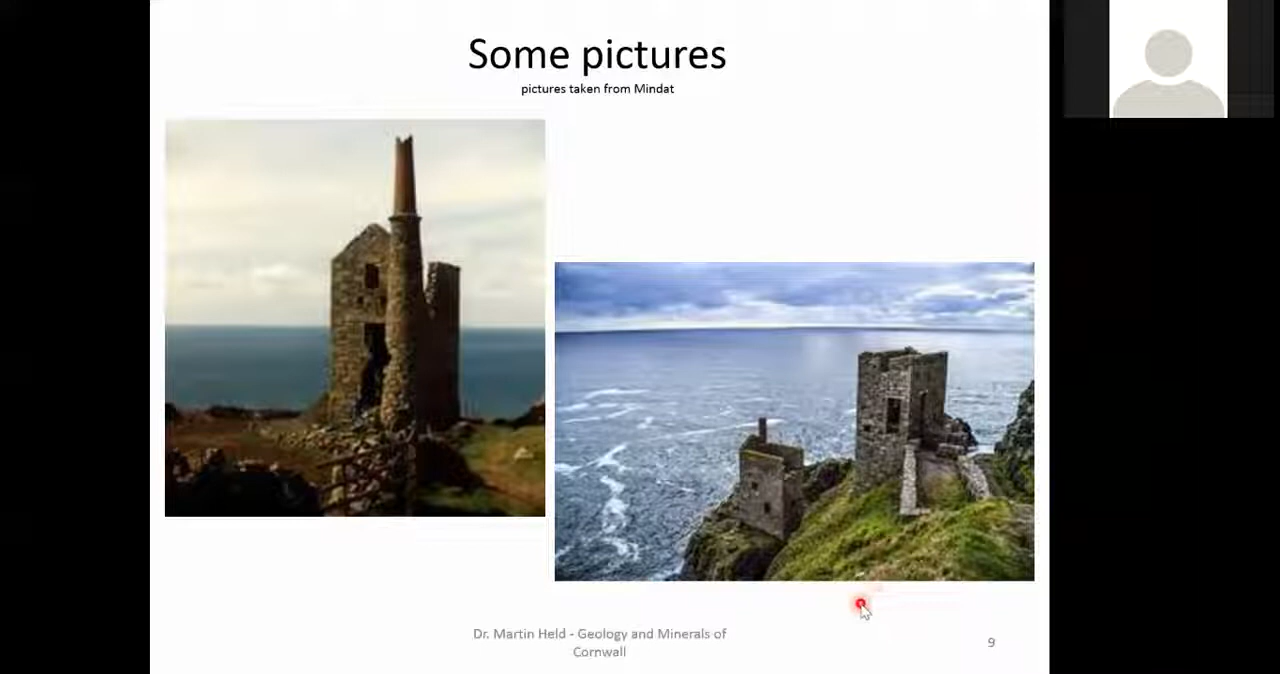 Some pictures
pictures taken from Mindat
Dr. Martin Held - Geology and Minerals of
Cornwall
9